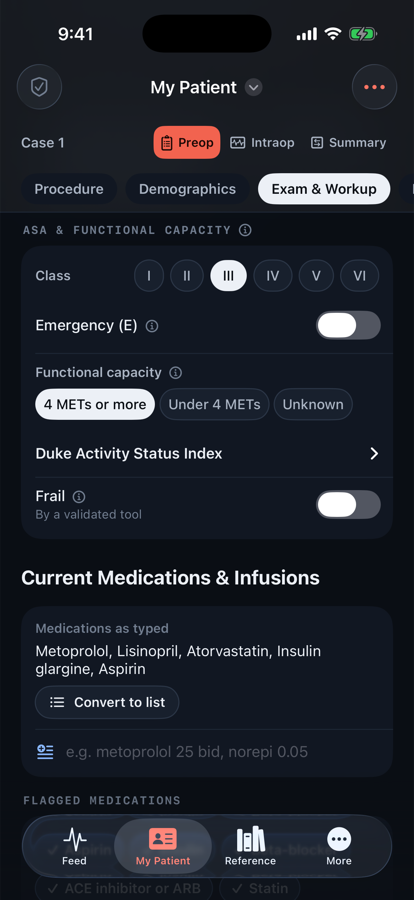 9:41
My Patient
Case 1
Preop
Intraop
Summary
Procedure
Demographics
Exam & Workup
ASA & FUNCTIONAL CAPACITY
Class
I
II
III
IV
V
VI
Emergency (E)
Functional capacity
4 METs or more
Under 4 METs
Unknown
Duke Activity Status Index
Frail
By a validated tool
Current Medications & Infusions
Medications as typed
Metoprolol, Lisinopril, Atorvastatin, Insulin
glargine, Aspirin
Convert to list
e.g. metoprolol 25 bid, norepi 0.05
FLAGGED MEDICATIONS
Feed
My Patient
Reference
More
ACE inhibitor or ARB
Statin